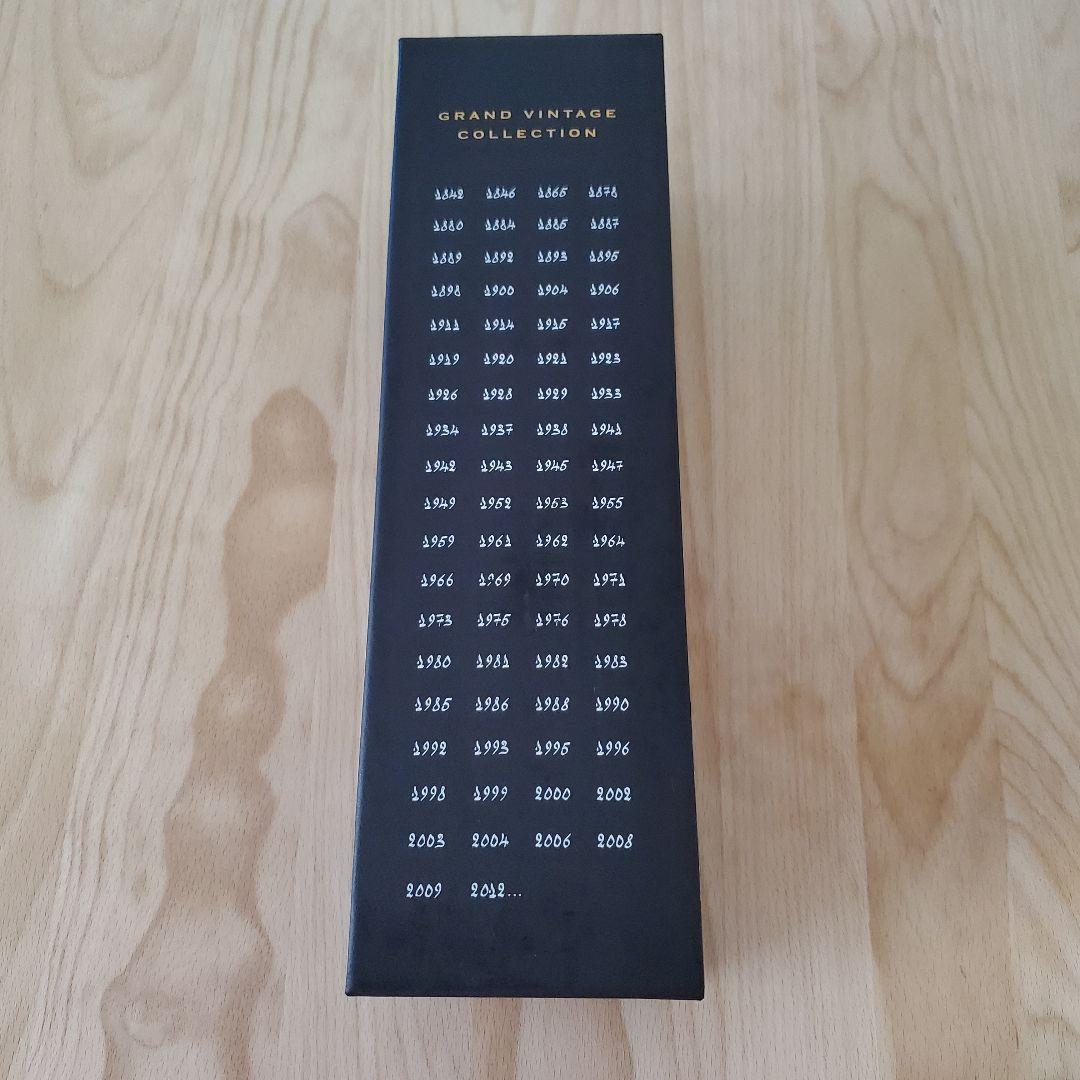 GRAND VINTAGE
COLLECTION
1842 1846 1865 1878
1880 1884 1885 1887
1889 1892 1893 1895
1898 1900 1904 1906
1911 1914 1915 1917
1919 1920 1921 1923
1926 1928 1929 1933
1934 1937 1938 1941
1942 1943 1945 1947
1949 1952 1953 1955
1959 1961 1962 1964
1966 1969 1970 1971
1973 1975 1976 1978
1980 1981 1982 1983
1985 1986 1988 1990
1992 1993 1995 1996
1998 1999 2000 2002
2003 2004 2006 2008
2009 2012...